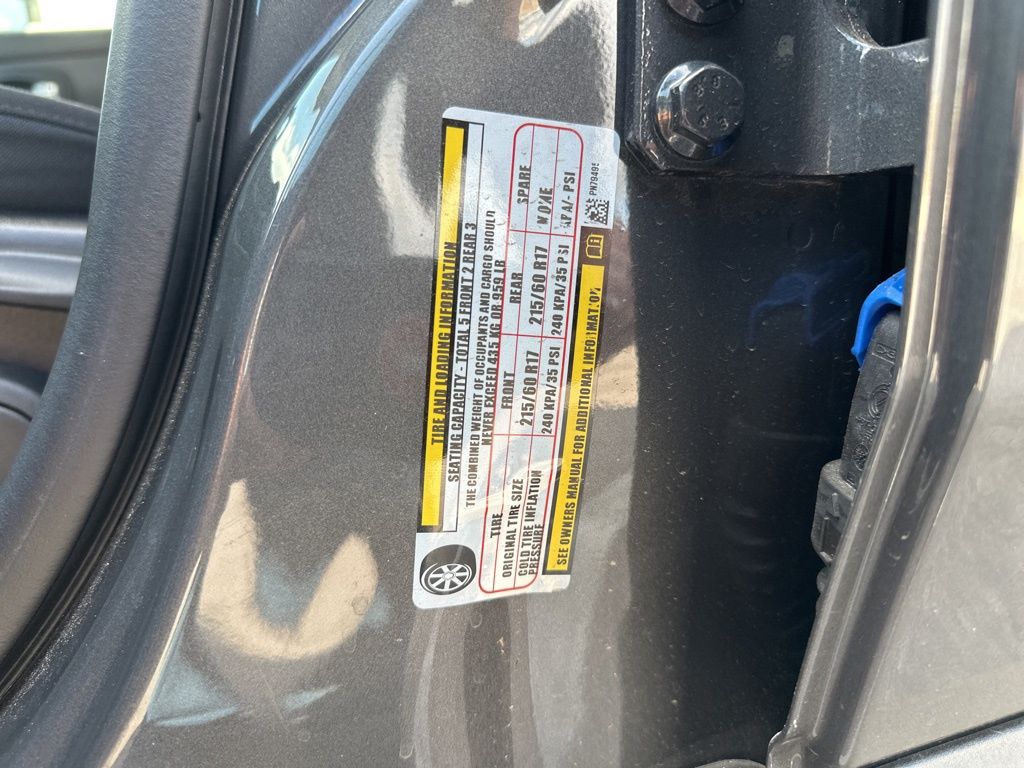 TIRE AND LOADING INFORMATION
SEATING CAPACITY - TOTAL 5 FRONT 2 REAR 3
THE COMBINED WEIGHT OF OCCUPANTS AND CARGO SHOULD
NEVER EXCEED 435 KG OR 959 LB
TIRE FRONT REAR SPARE
ORIGINAL TIRE SIZE 215/60 R17 215/60 R17 NONE
COLD TIRE INFLATION PRESSURE 240 KPA/35 PSI 240 KPA/35 PSI KPA/- PSI
SEE OWNERS MANUAL FOR ADDITIONAL INFORMATION
PN79495